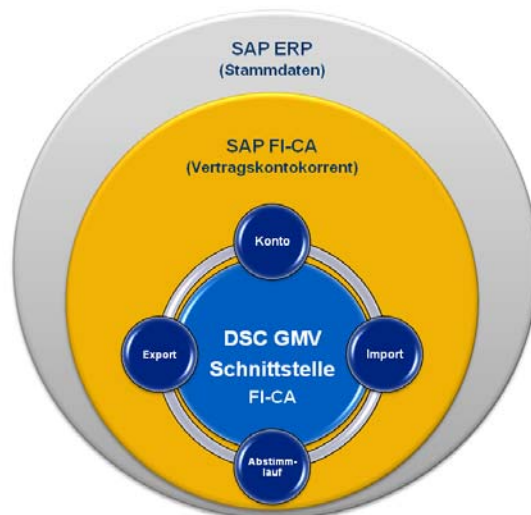 SAP ERP
(Stammdaten)
SAP FI-CA
(Vertragskontokorrent)
Konto
DSC GMV
Schnittstelle
FI-CA
Export
Import
Abstimm-
lauf